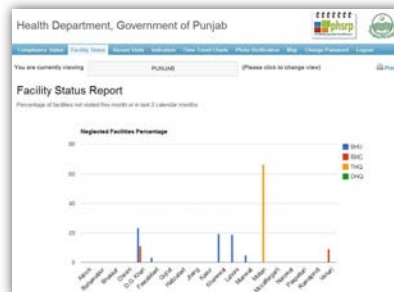 Health Department, Government of Punjab
phsrp
Compliance Status Facility Status Recent Visits Indicators Time Trend Charts Photo Verification Map Change Password Logout
You are currently viewing PUNJAB (Please click to change view) Print
Facility Status Report
Percentage of facilities not visited this month or in last 2 calendar months
Neglected Facilities Percentage
80
60
40
20
0
BHU
RHC
THQ
DHQ
Attock
Bahawalpur
Bhakkar
Chiniot
D.G. Khan
Faisalabad
Gujrat
Hafizabad
Jhang
Kasur
Khanewal
Lahore
Mianwali
Multan
Muzaffargarh
Narowal
Pakpattan
Rawalpindi
Vehari